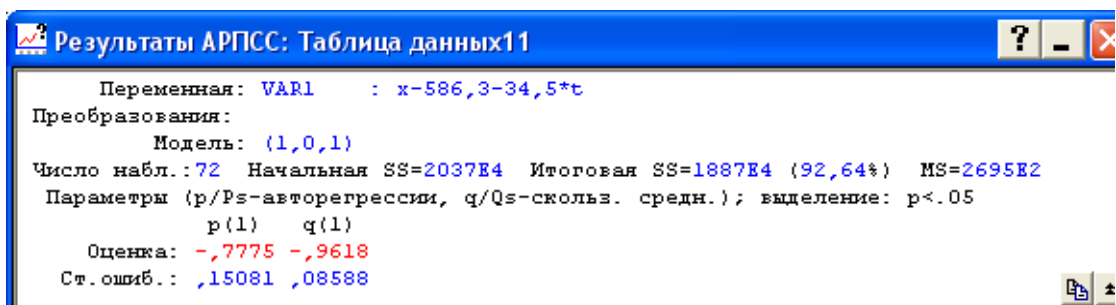 Результаты АРПСС: Таблица данных11
Переменная: VAR1 : x-586,3-34,5*t
Преобразования:
Модель: (1,0,1)
Число набл.:72 Начальная SS=2037E4 Итоговая SS=1887E4 (92,64%) MS=2695E2
Параметры (p/Ps-авторегрессии, q/Qs-скольз. средн.); выделение: p<.05
p(1) q(1)
Оценка: -,7775 -,9618
Ст.ошиб.: ,15081 ,08588